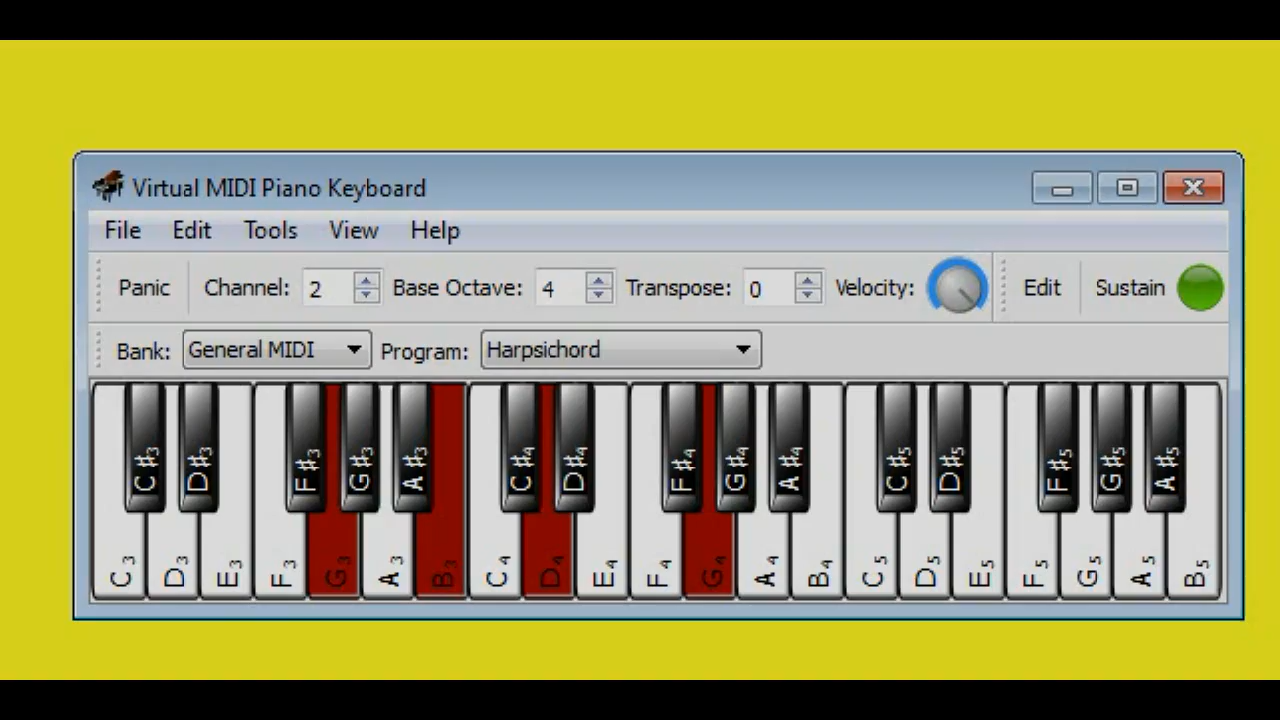 Virtual MIDI Piano Keyboard
File Edit Tools View Help
Panic Channel: 2 Base Octave: 4 Transpose: 0 Velocity: Edit Sustain
Bank: General MIDI Program: Harpsichord
C♯3 D♯3 F♯3 G♯3 A♯3 C♯4 D♯4 F♯4 G♯4 A♯4 C♯5 D♯5 F♯5 G♯5 A♯5
C3 D3 E3 F3 G3 A3 B3 C4 D4 E4 F4 G4 A4 B4 C5 D5 E5 F5 G5 A5 B5